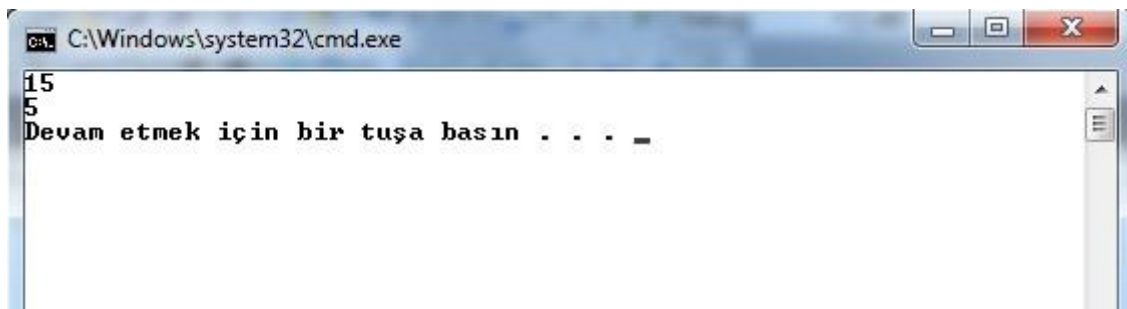 C:\Windows\system32\cmd.exe
15
5
Devam etmek için bir tuşa basın . . . _